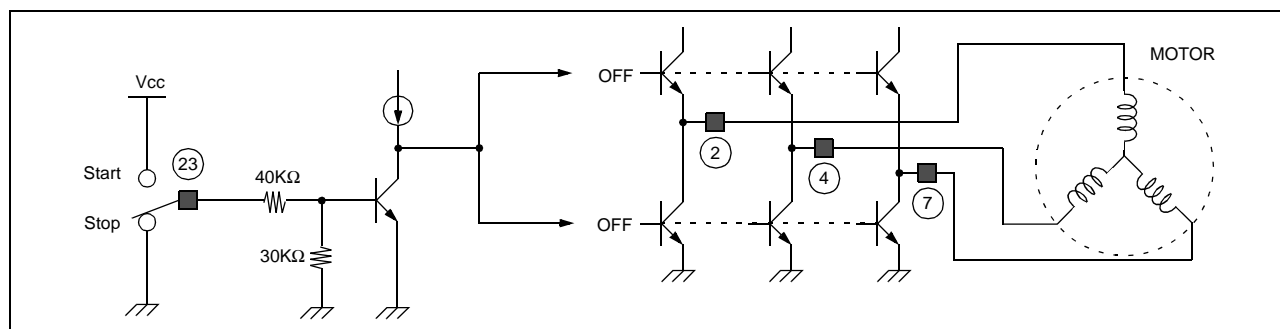 OFF
MOTOR
Vcc
2
Start
23
4
40KΩ
7
Stop
OFF
30KΩ